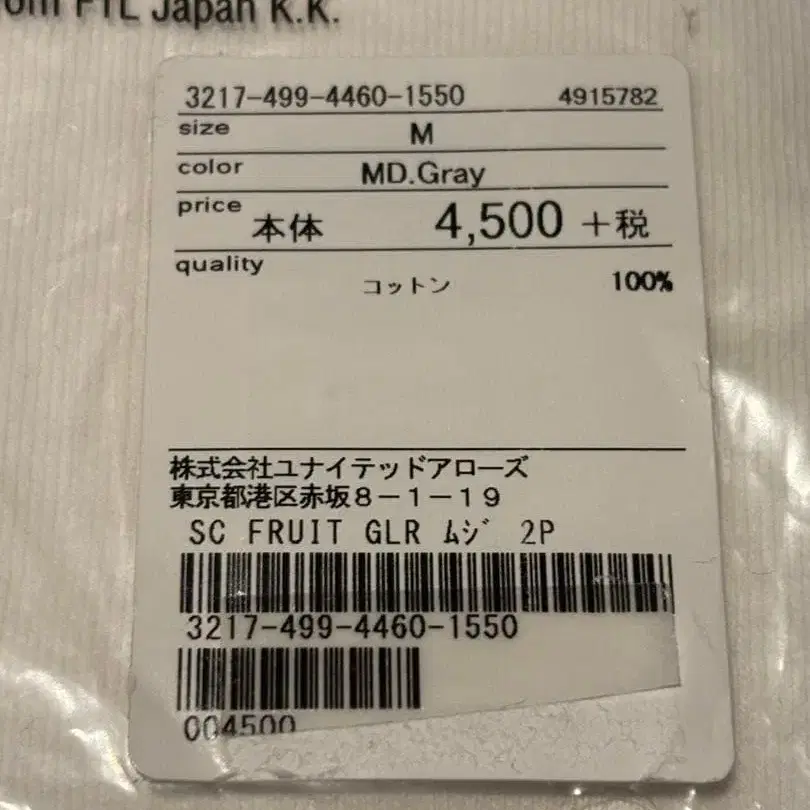 FTL Japan K.K.
3217-499-4460-1550 4915782
size M
color MD.Gray
price 本体 4,500 +税
quality
コットン 100%
株式会社ユナイテッドアローズ
東京都港区赤坂8-1-19
SC FRUIT GLR ﾑｼﾞ 2P
3217-499-4460-1550
004500